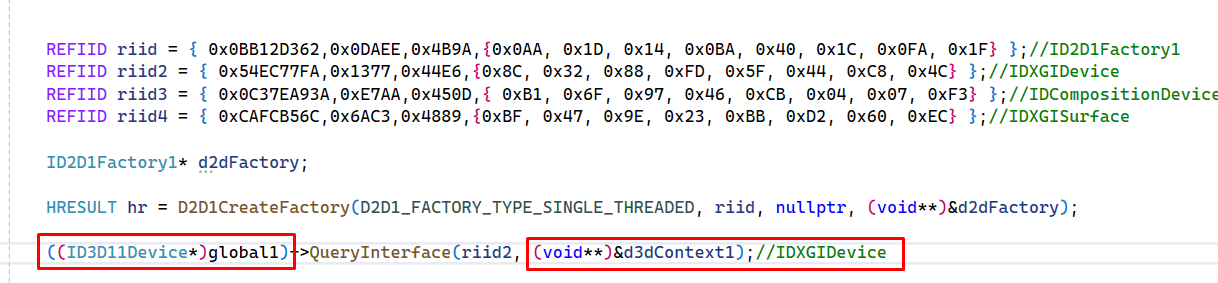 REFIID riid = { 0x0BB12D362,0x0DAEE,0x4B9A,{0x0AA, 0x1D, 0x14, 0x0BA, 0x40, 0x1C, 0x0FA, 0x1F} };//ID2D1Factory1
REFIID riid2 = { 0x54EC77FA,0x1377,0x44E6,{0x8C, 0x32, 0x88, 0xFD, 0x5F, 0x44, 0xC8, 0x4C} };//IDXGIDevice
REFIID riid3 = { 0x0C37EA93A,0xE7AA,0x450D,{ 0xB1, 0x6F, 0x97, 0x46, 0xCB, 0x04, 0x07, 0xF3} };//IDCompositionDevice
REFIID riid4 = { 0xCAFCB56C,0x6AC3,0x4889,{0xBF, 0x47, 0x9E, 0x23, 0xBB, 0xD2, 0x60, 0xEC} };//IDXGISurface
ID2D1Factory1* d2dFactory;
HRESULT hr = D2D1CreateFactory(D2D1_FACTORY_TYPE_SINGLE_THREADED, riid, nullptr, (void**)&d2dFactory);
((ID3D11Device*)global1)->QueryInterface(riid2, (void**)&d3dContext1);//IDXGIDevice